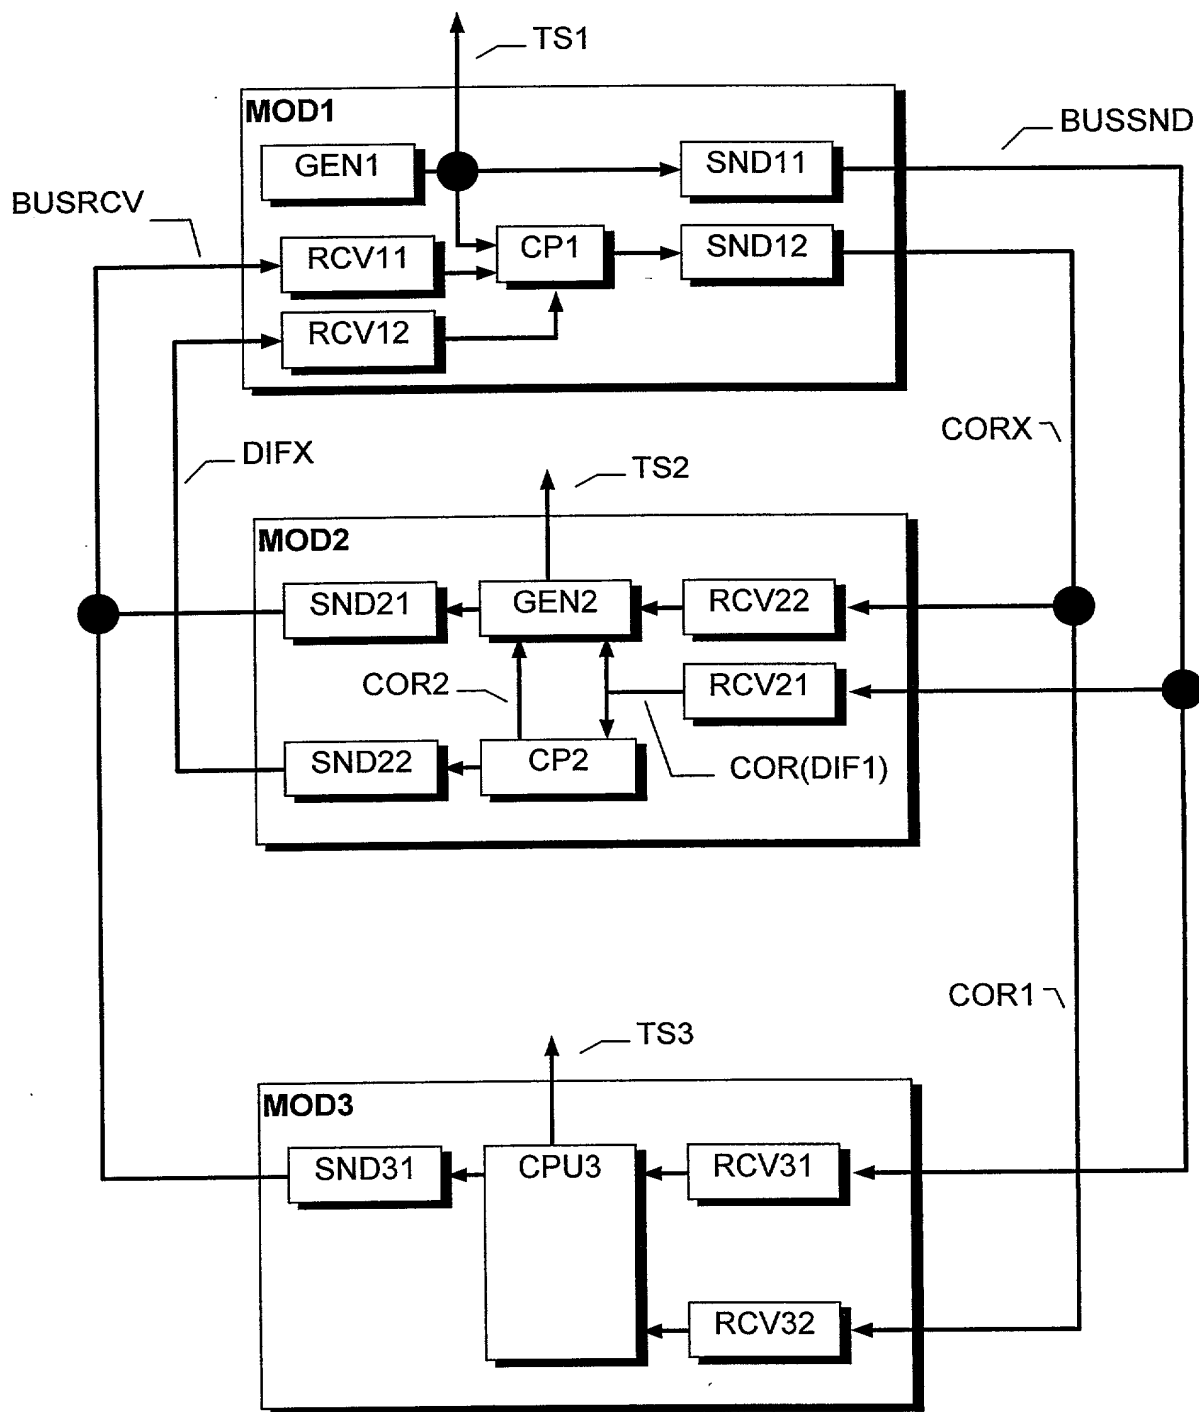 TS1
MOD1
BUSSND
GEN1
SND11
BUSRCV
RCV11
CP1
SND12
RCV12
CORX
DIFX
TS2
MOD2
SND21
GEN2
RCV22
COR2
RCV21
SND22
CP2
COR(DIF1)
COR1
TS3
MOD3
SND31
CPU3
RCV31
RCV32